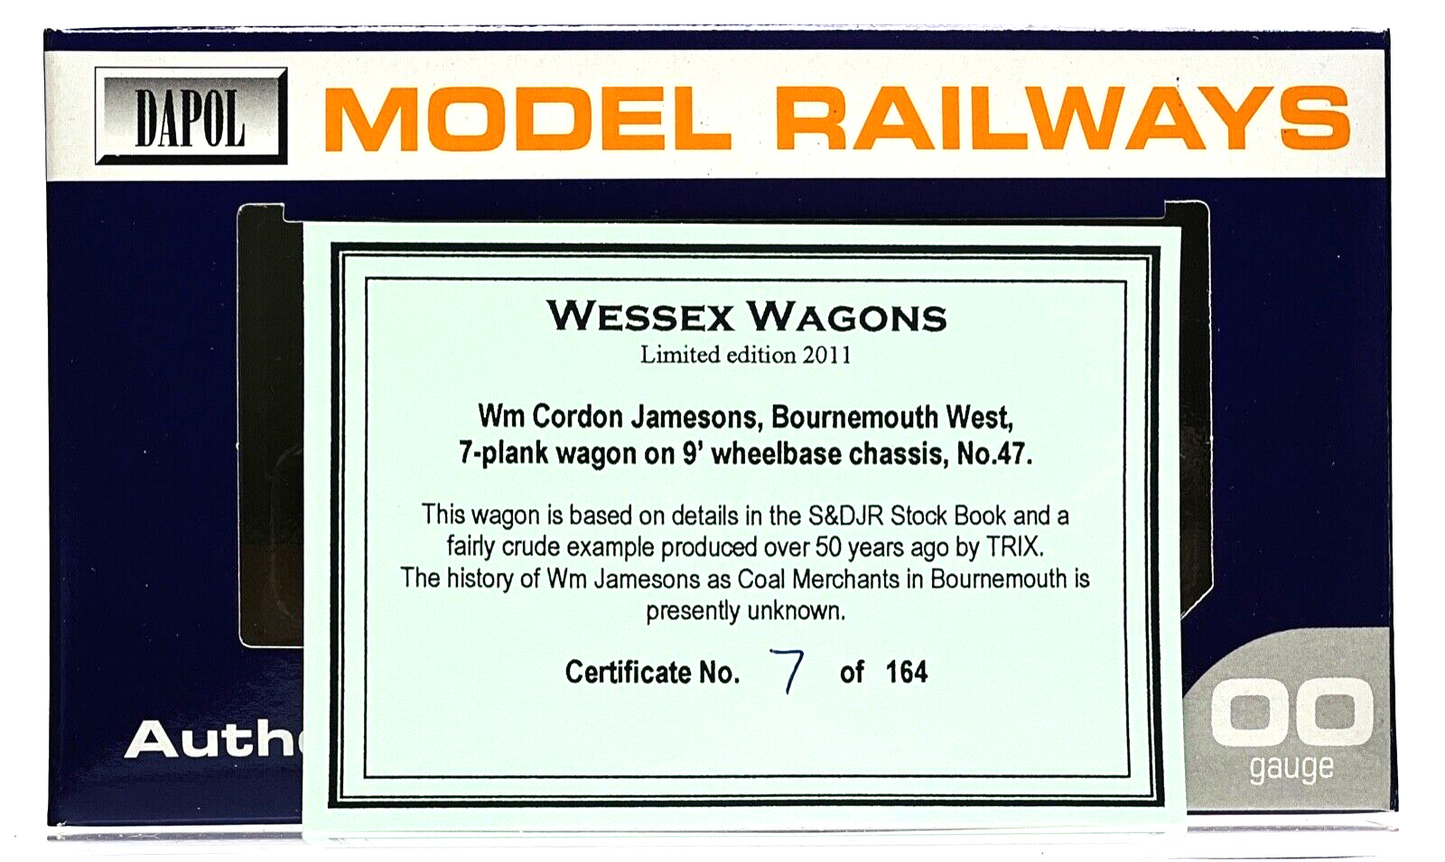 DAPOL
MODEL RAILWAYS
WESSEX WAGONS
Limited edition 2011
Wm Cordon Jamesons, Bournemouth West,
7-plank wagon on 9' wheelbase chassis, No.47.
This wagon is based on details in the S&DJR Stock Book and a
fairly crude example produced over 50 years ago by TRIX.
The history of Wm Jamesons as Coal Merchants in Bournemouth is
presently unknown.
Certificate No. 7 of 164
Auth
OO
gauge